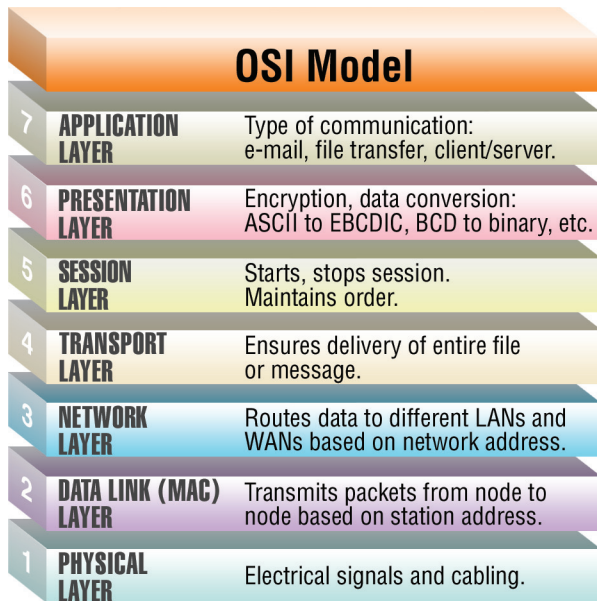 OSI Model
7 APPLICATION LAYER
Type of communication:
e-mail, file transfer, client/server.
6 PRESENTATION LAYER
Encryption, data conversion:
ASCII to EBCDIC, BCD to binary, etc.
5 SESSION LAYER
Starts, stops session.
Maintains order.
4 TRANSPORT LAYER
Ensures delivery of entire file
or message.
3 NETWORK LAYER
Routes data to different LANs and
WANs based on network address.
2 DATA LINK (MAC) LAYER
Transmits packets from node to
node based on station address.
1 PHYSICAL LAYER
Electrical signals and cabling.